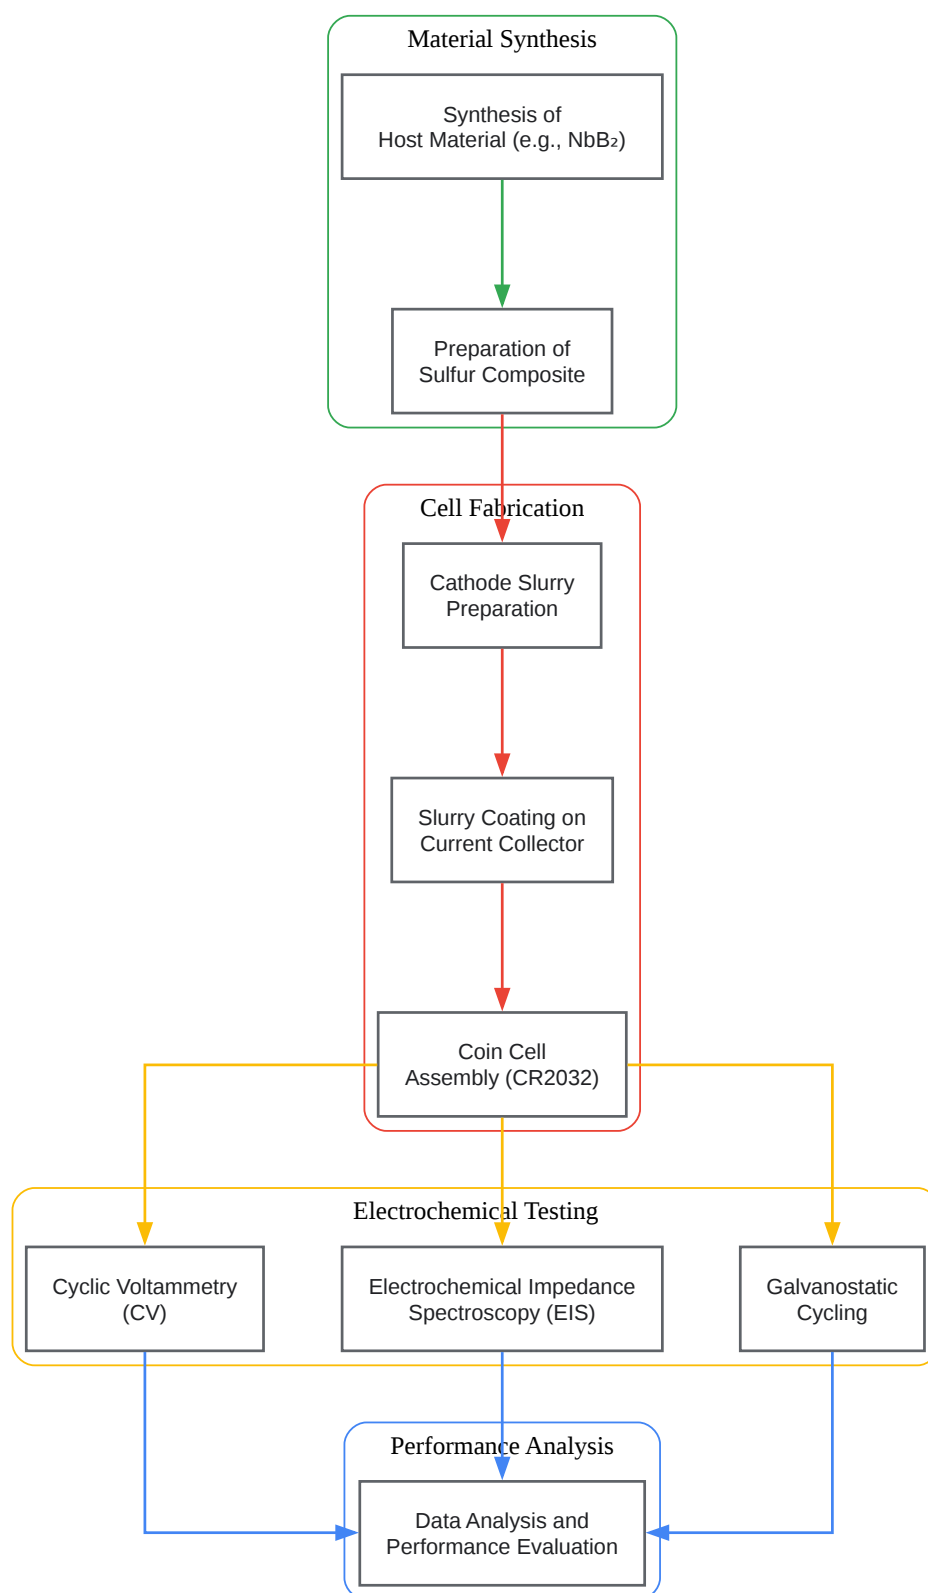 Material Synthesis
Synthesis of
Host Material (e.g., NbB₂)
Preparation of
Sulfur Composite
Cell Fabrication
Cathode Slurry
Preparation
Slurry Coating on
Current Collector
Coin Cell
Assembly (CR2032)
Electrochemical Testing
Cyclic Voltammetry
(CV)
Electrochemical Impedance
Spectroscopy (EIS)
Galvanostatic
Cycling
Performance Analysis
Data Analysis and
Performance Evaluation